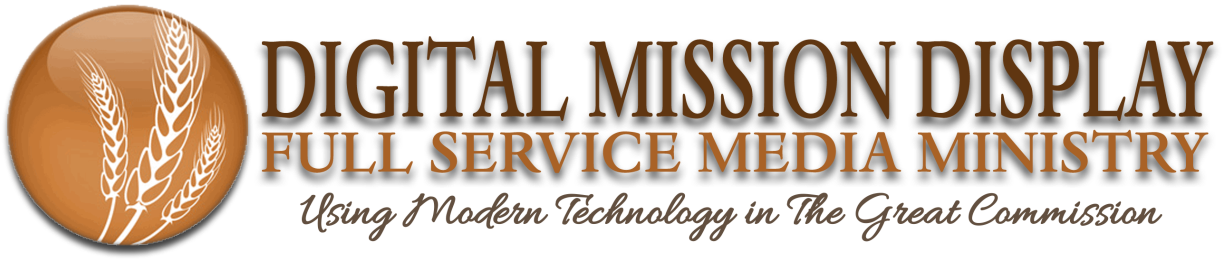 DIGITAL MISSION DISPLAY
FULL SERVICE MEDIA MINISTRY
Using Modern Technology in The Great Commission